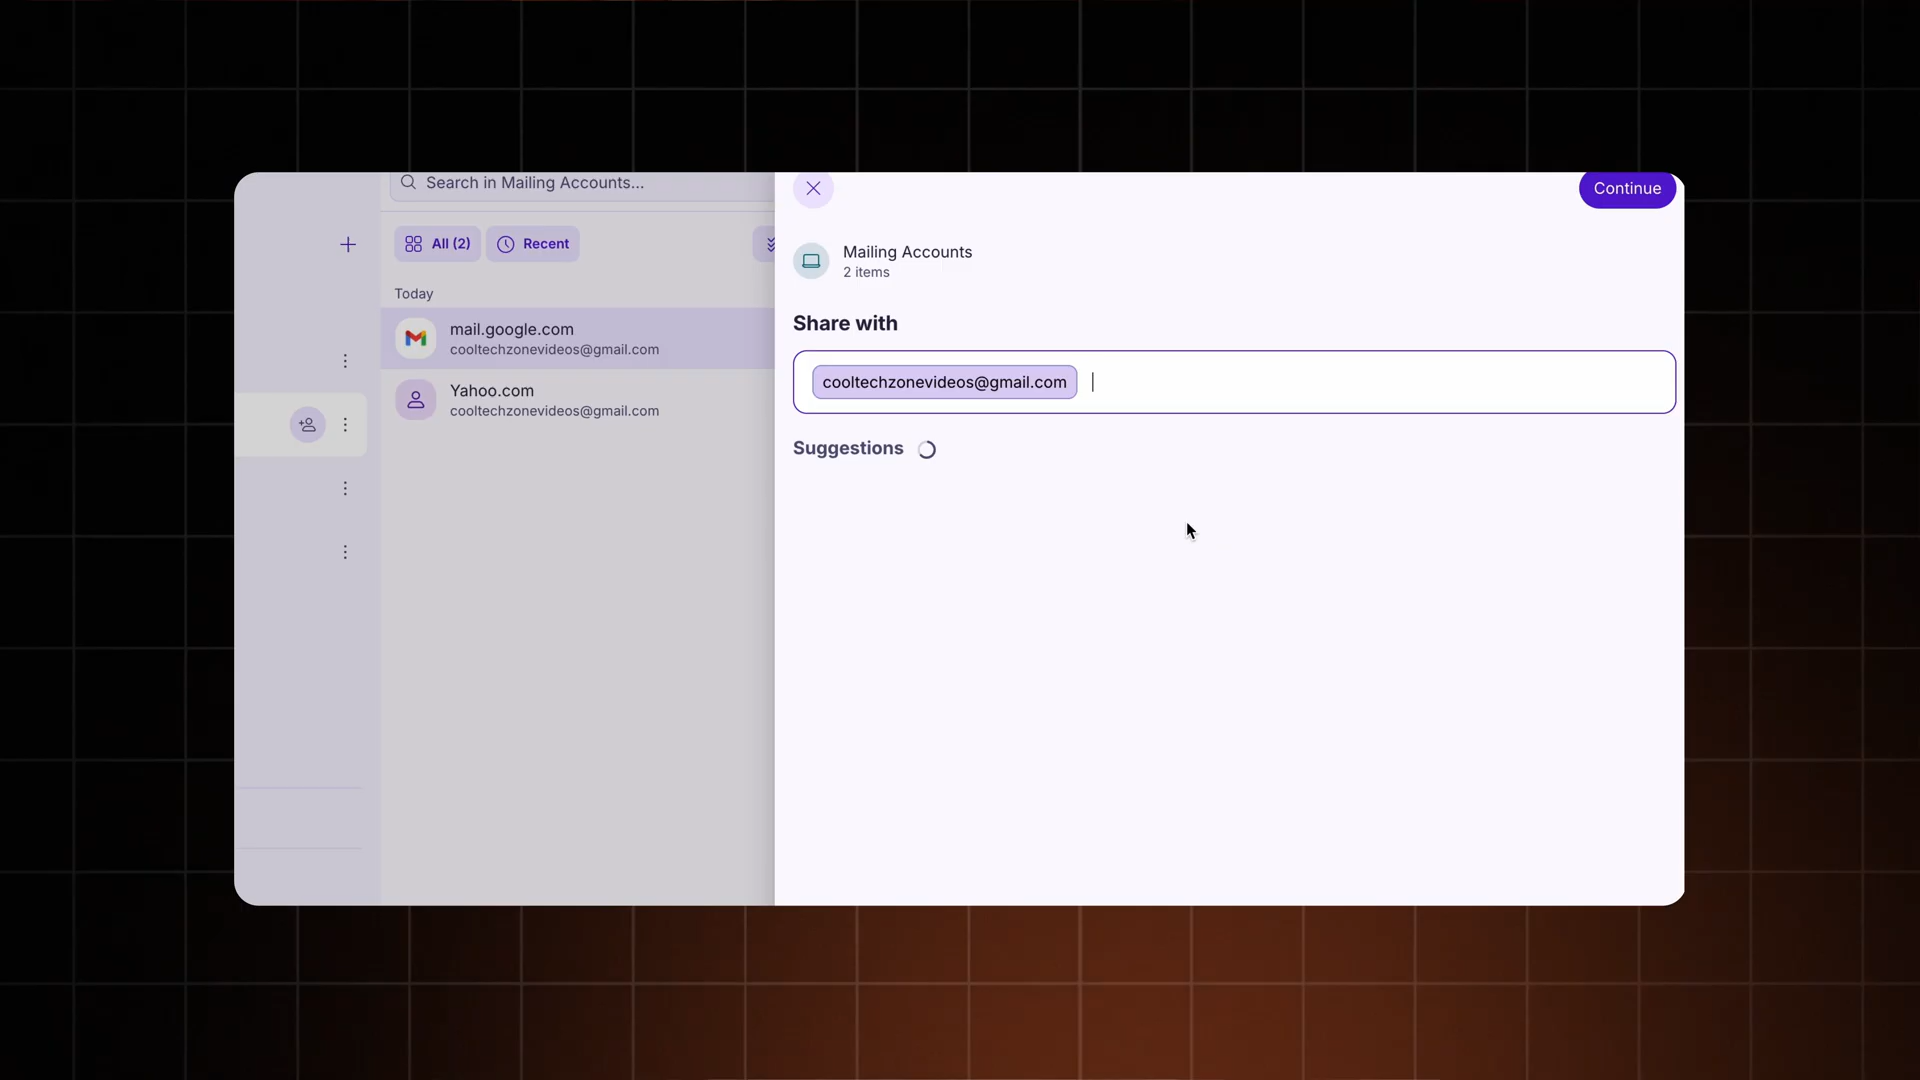 Search in Mailing Accounts...
All (2)
Recent
Today
mail.google.com
cooltechzonevideos@gmail.com
Yahoo.com
cooltechzonevideos@gmail.com
Continue
Mailing Accounts
2 items
Share with
cooltechzonevideos@gmail.com
Suggestions